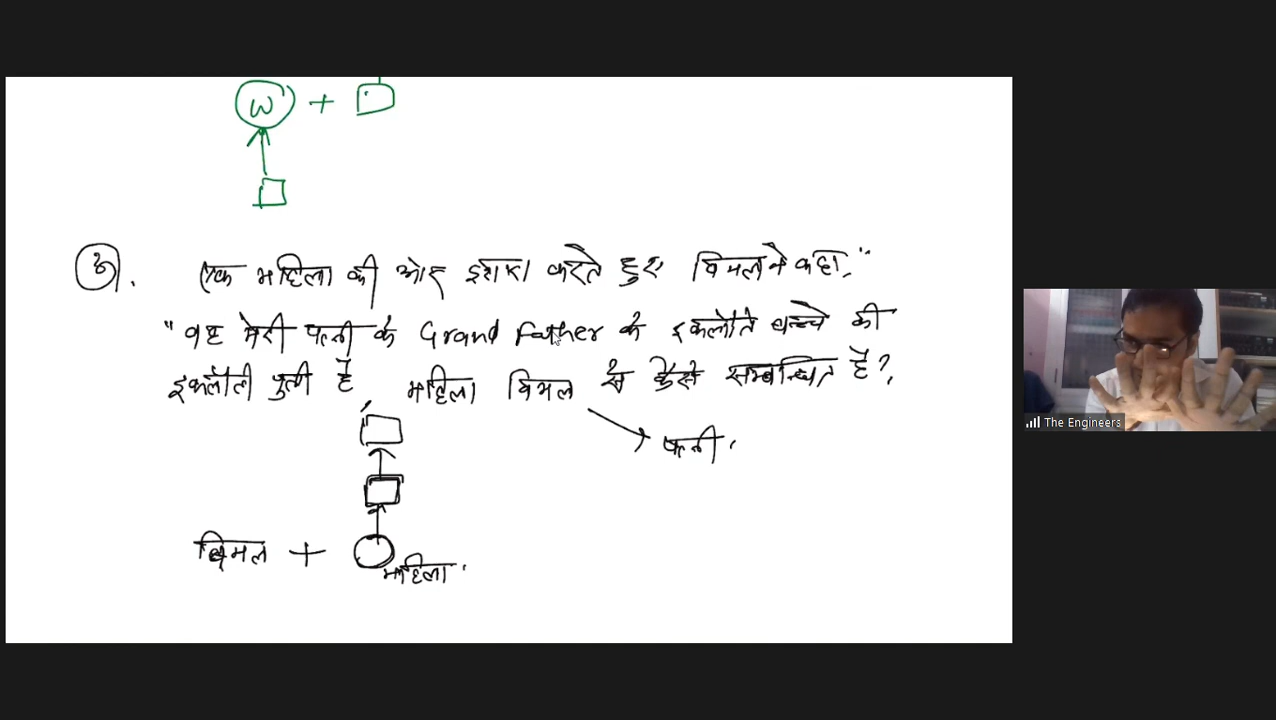 W +
③. एक महिला की ओर इशारा करते हुए विमल ने कहा, "
"वह मेरी पत्नी के Grand Father के इकलौते बच्चे की
इकलौती पुत्री है महिला विमल से कैसे सम्बन्धित है?
पत्नी.
विमल +
महिला.
The Engineers